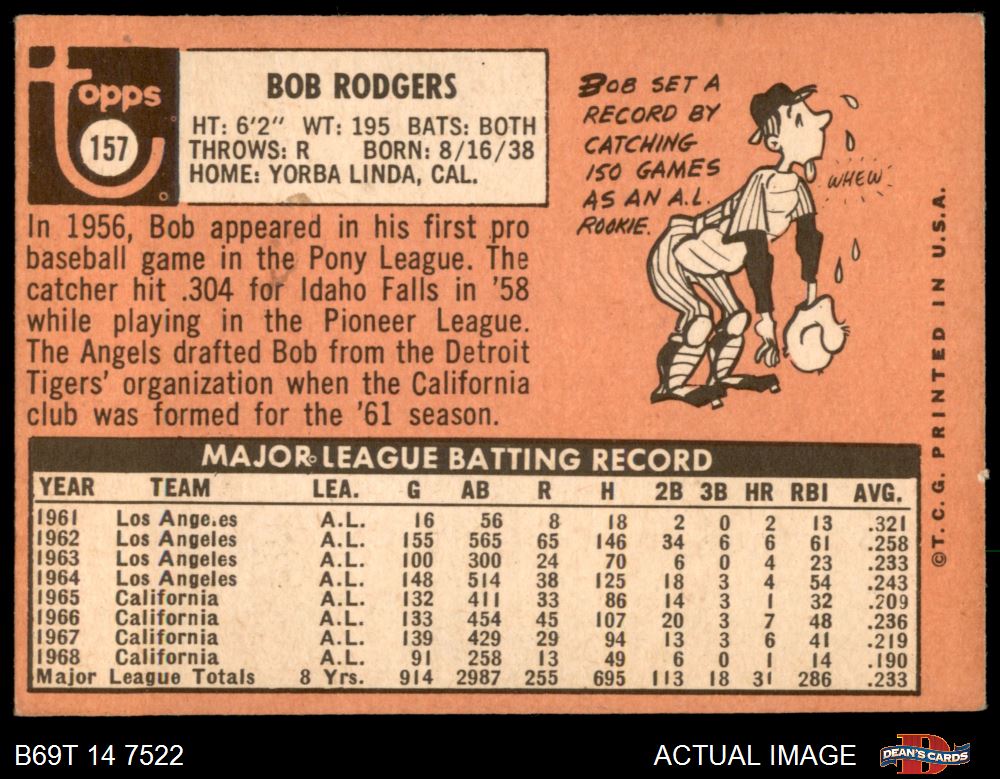 topps
157
BOB RODGERS
HT: 6'2" WT: 195 BATS: BOTH
THROWS: R BORN: 8/16/38
HOME: YORBA LINDA, CAL.
In 1956, Bob appeared in his first pro
baseball game in the Pony League. The
catcher hit .304 for Idaho Falls in '58
while playing in the Pioneer League.
The Angels drafted Bob from the Detroit
Tigers' organization when the California
club was formed for the '61 season.
BOB SET A
RECORD BY
CATCHING
150 GAMES
AS AN A.L.
ROOKIE.
WHEW
MAJOR LEAGUE BATTING RECORD
YEAR TEAM LEA. G AB R H 2B 3B HR RBI AVG.
1961 Los Angeles A.L. 16 56 8 18 2 0 2 13 .321
1962 Los Angeles A.L. 155 565 65 146 34 6 6 61 .258
1963 Los Angeles A.L. 100 300 24 70 6 0 4 23 .233
1964 Los Angeles A.L. 148 514 38 125 18 3 4 54 .243
1965 California A.L. 132 411 33 86 14 3 1 32 .209
1966 California A.L. 133 454 45 107 20 3 7 48 .236
1967 California A.L. 139 429 29 94 13 3 6 41 .219
1968 California A.L. 91 258 13 49 6 0 1 14 .190
Major League Totals 8 Yrs. 914 2987 255 695 113 18 31 286 .233
©T.C.G. PRINTED IN U.S.A.
B69T 14 7522
ACTUAL IMAGE
DEAN'S CARDS